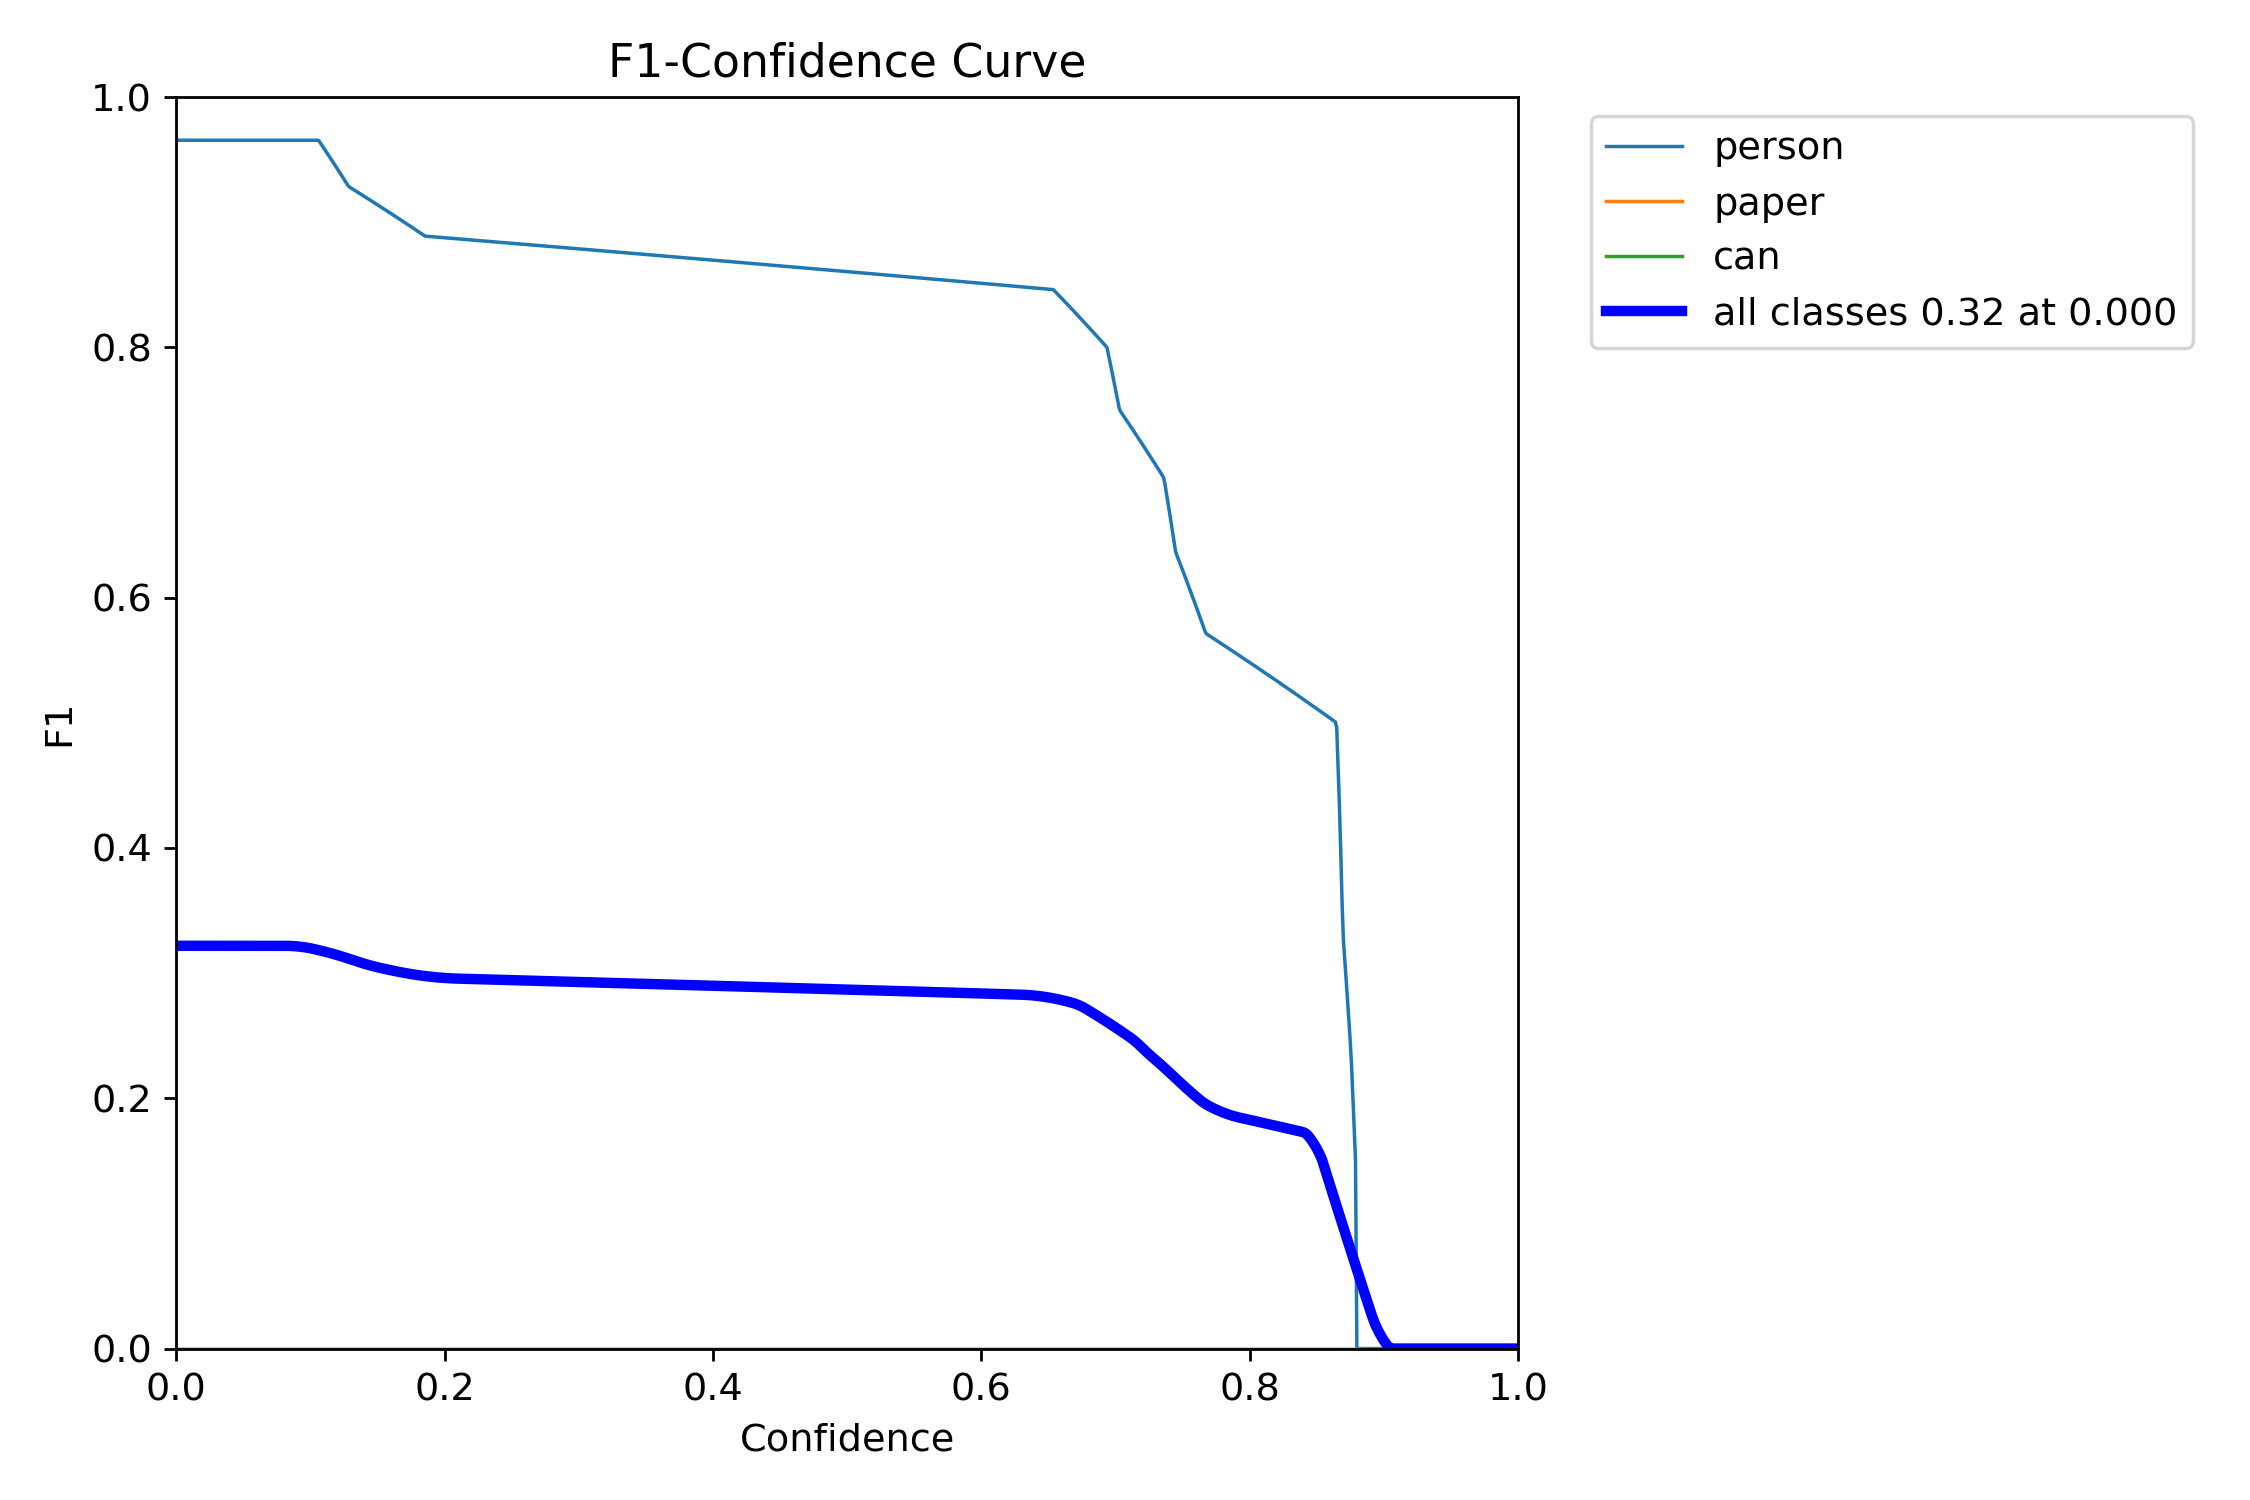 F1-Confidence Curve
1.0
0.8
0.6
0.4
0.2
0.0
F1
0.0 0.2 0.4 0.6 0.8 1.0
Confidence
person
paper
can
all classes 0.32 at 0.000